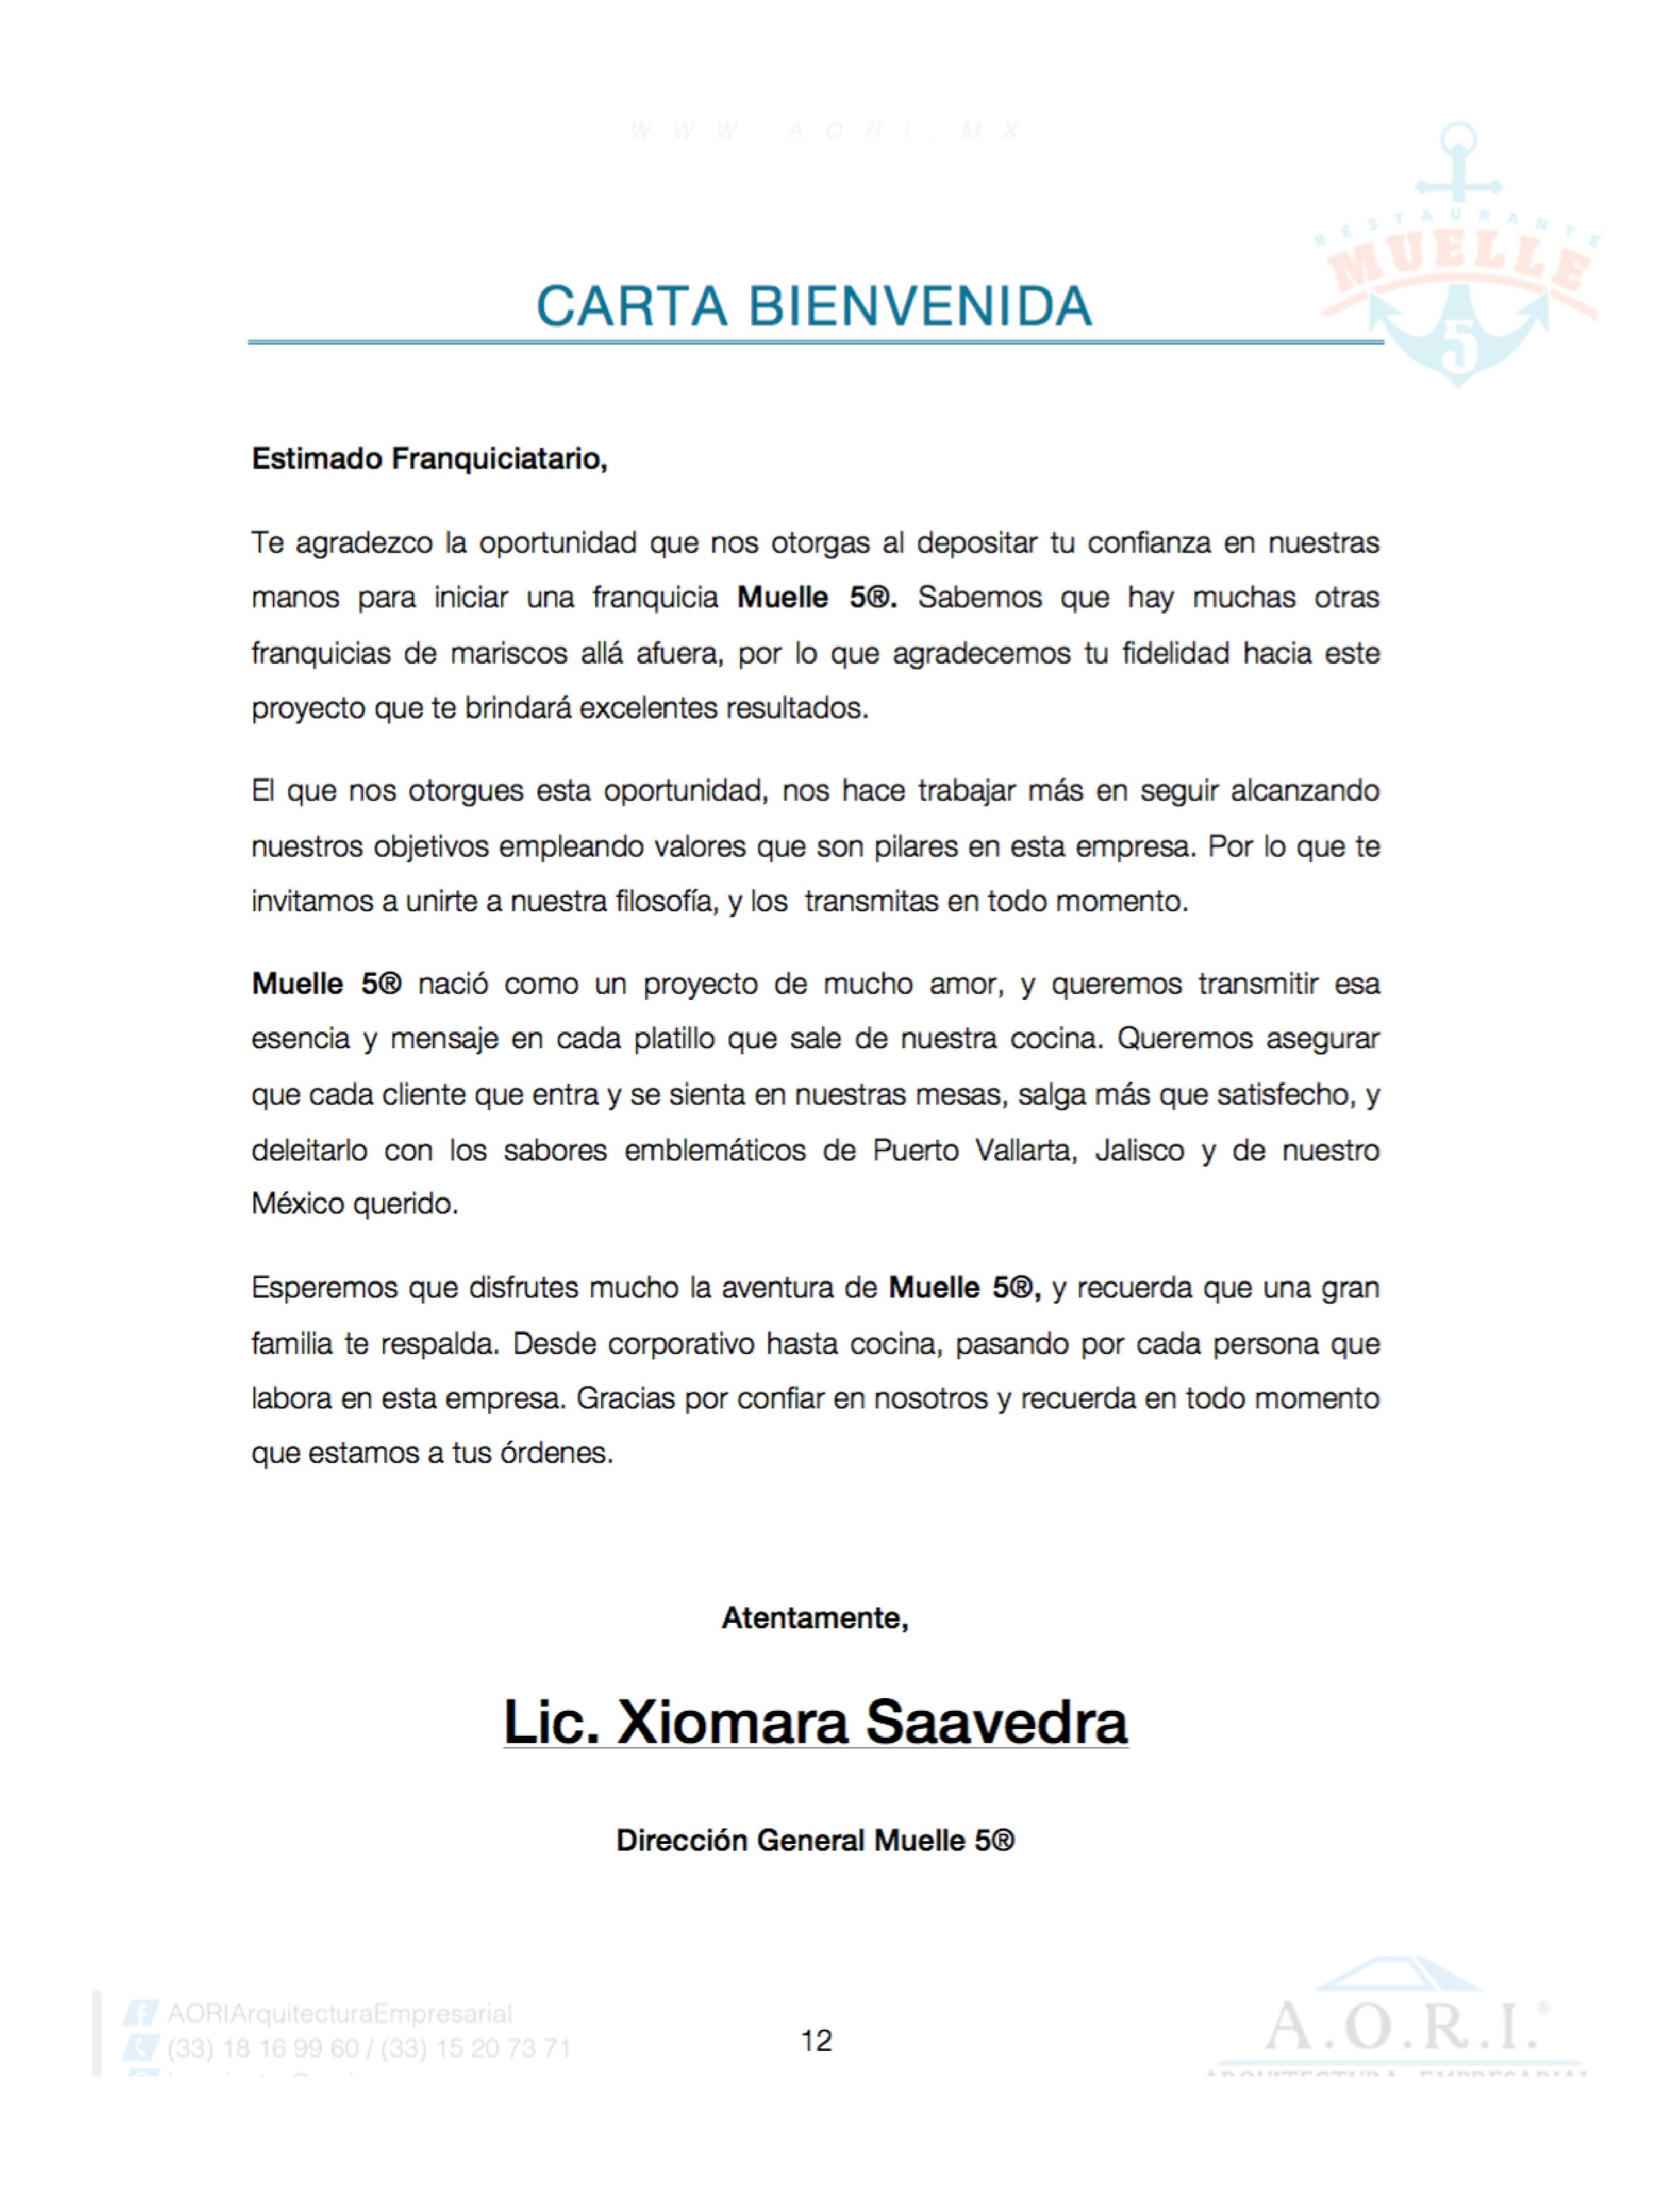 WWW.AORI.MX
RESTAURANTE
MUELLE
5
CARTA BIENVENIDA
Estimado Franquiciatario,
Te agradezco la oportunidad que nos otorgas al depositar tu confianza en nuestras
manos para iniciar una franquicia Muelle 5®. Sabemos que hay muchas otras
franquicias de mariscos allá afuera, por lo que agradecemos tu fidelidad hacia este
proyecto que te brindará excelentes resultados.
El que nos otorgues esta oportunidad, nos hace trabajar más en seguir alcanzando
nuestros objetivos empleando valores que son pilares en esta empresa. Por lo que te
invitamos a unirte a nuestra filosofía, y los  transmitas en todo momento.
Muelle 5® nació como un proyecto de mucho amor, y queremos transmitir esa
esencia y mensaje en cada platillo que sale de nuestra cocina. Queremos asegurar
que cada cliente que entra y se sienta en nuestras mesas, salga más que satisfecho, y
deleitarlo con los sabores emblemáticos de Puerto Vallarta, Jalisco y de nuestro
México querido.
Esperemos que disfrutes mucho la aventura de Muelle 5®, y recuerda que una gran
familia te respalda. Desde corporativo hasta cocina, pasando por cada persona que
labora en esta empresa. Gracias por confiar en nosotros y recuerda en todo momento
que estamos a tus órdenes.
Atentamente,
Lic. Xiomara Saavedra
Dirección General Muelle 5®
AORIArquitecturaEmpresarial
(33) 18 16 99 60 / (33) 15 20 73 71
12
A.O.R.I.®
ARQUITECTURA EMPRESARIAL